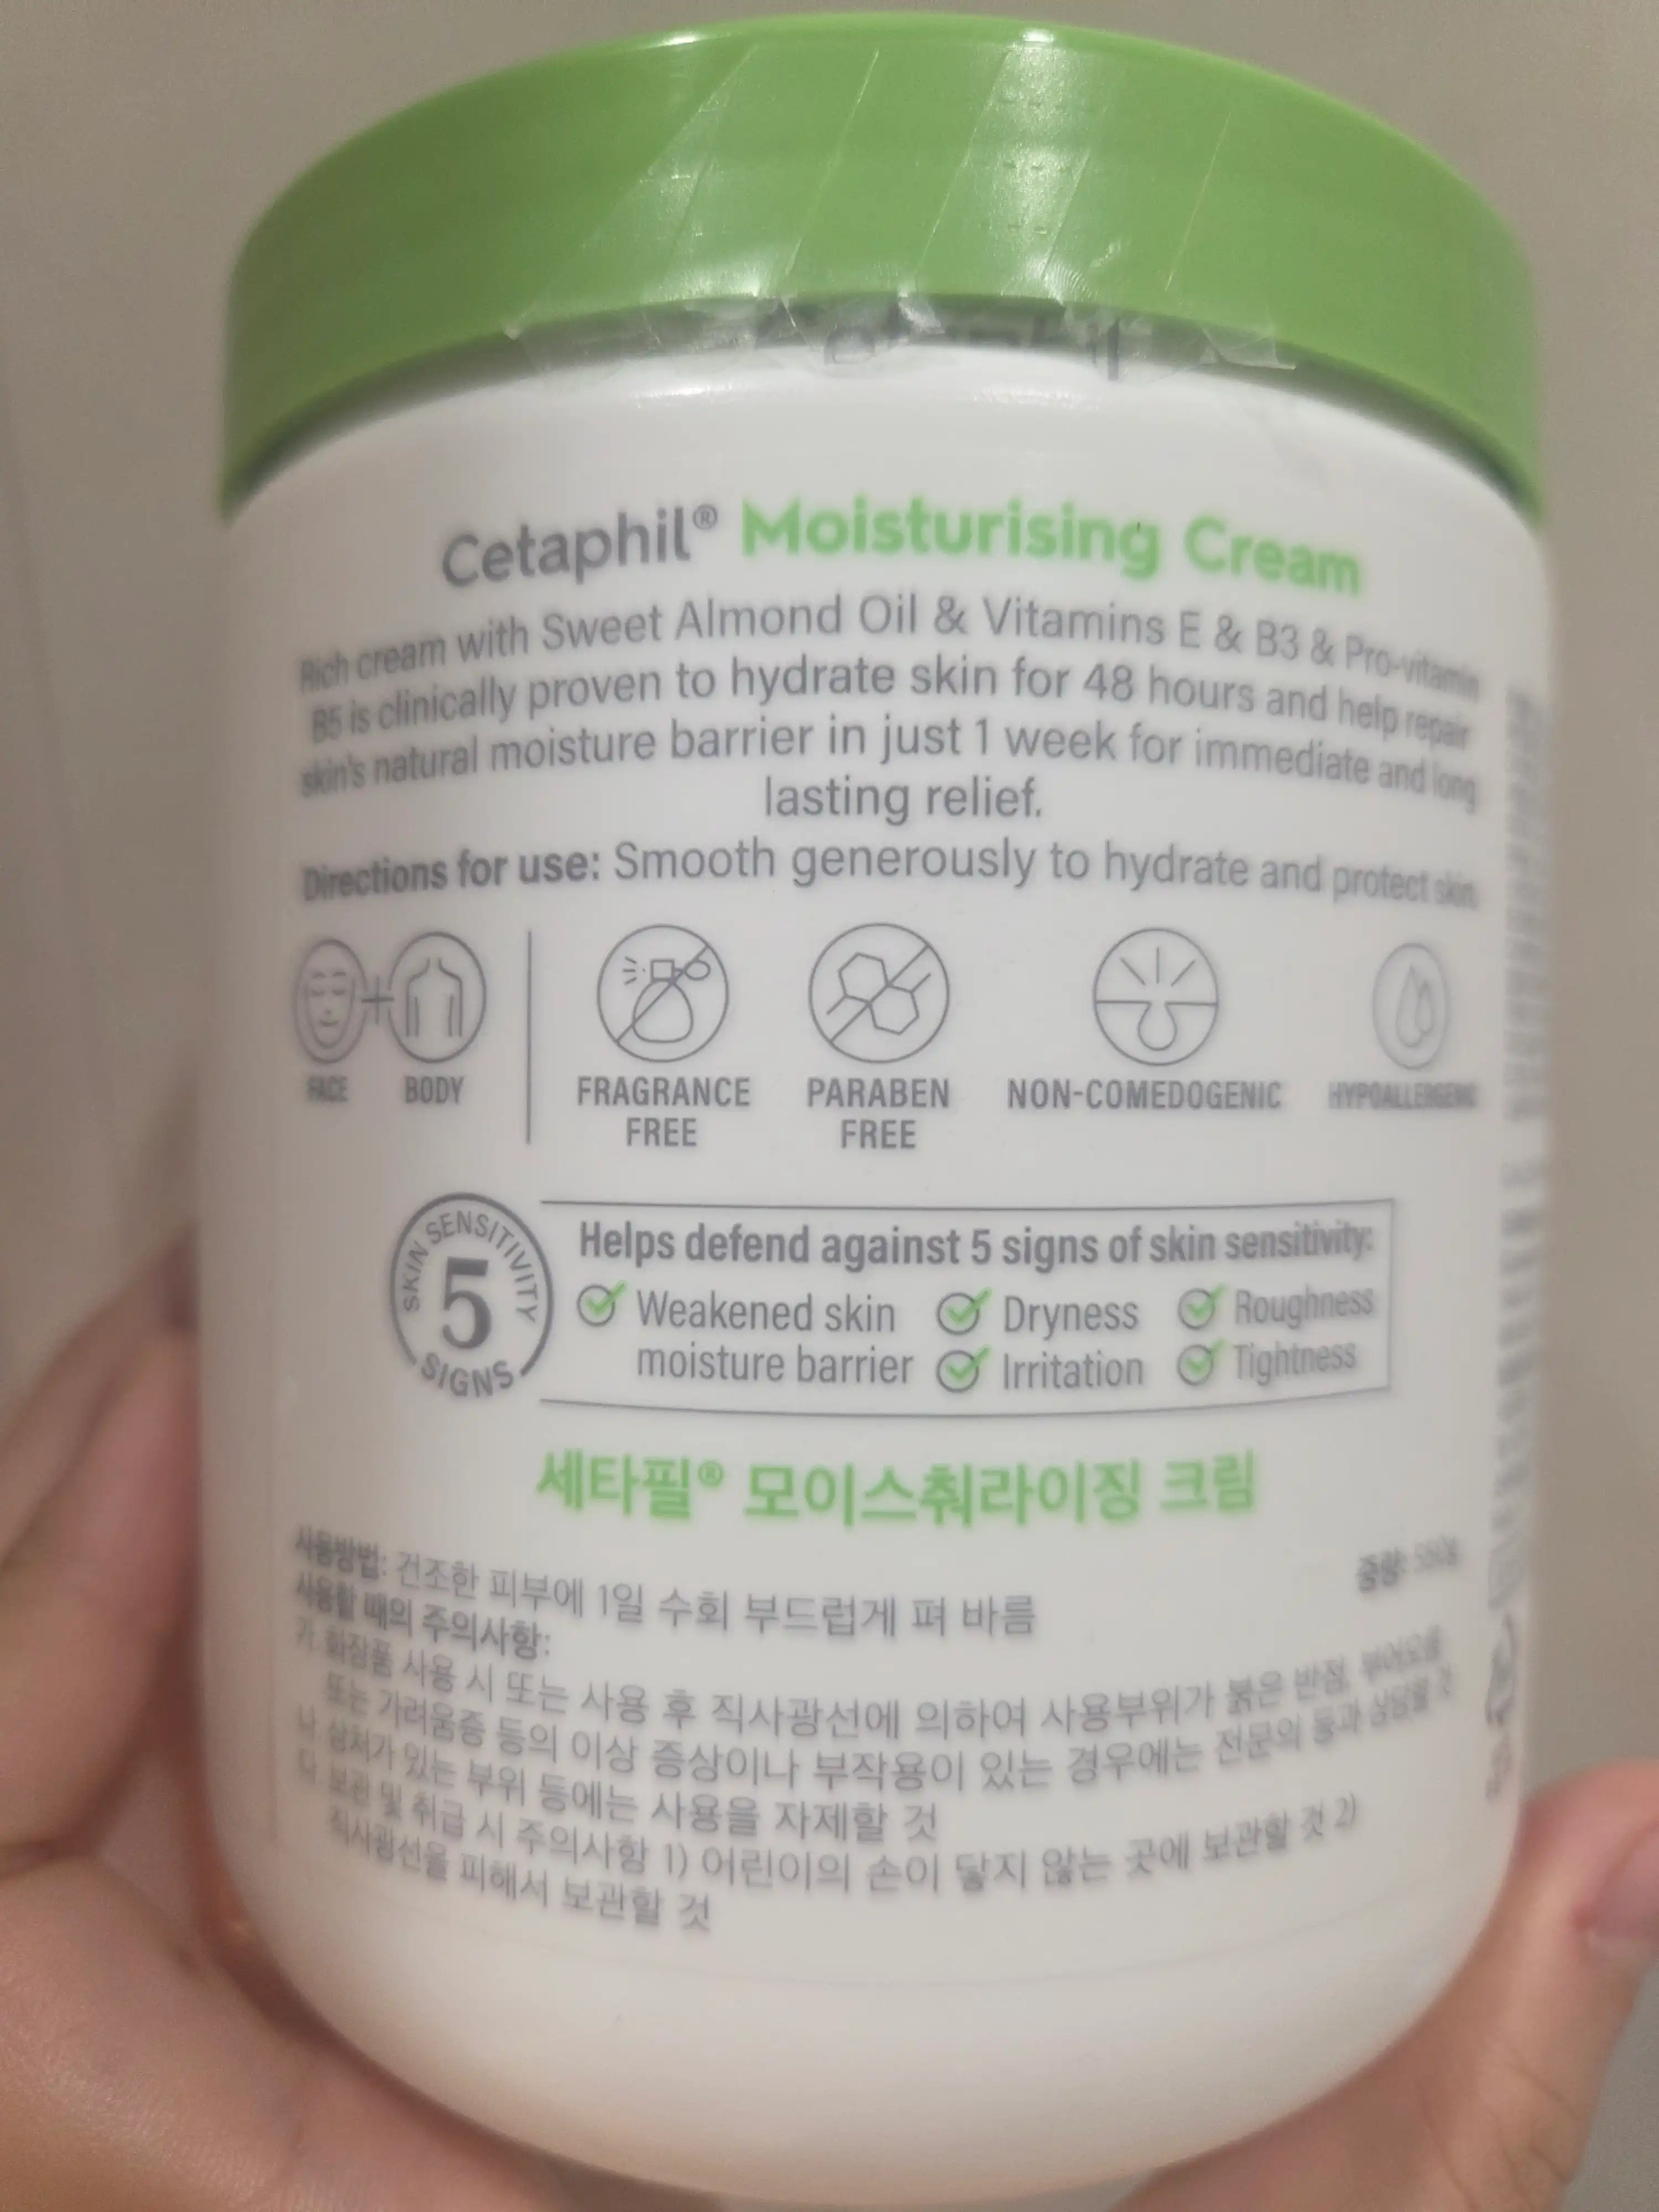 Cetaphil® Moisturising Cream
Rich cream with Sweet Almond Oil & Vitamins E & B3 & Pro-vitamin
B5 is clinically proven to hydrate skin for 48 hours and help repair
skin's natural moisture barrier in just 1 week for immediate and long
lasting relief.
Directions for use: Smooth generously to hydrate and protect skin.
FACE + BODY
FRAGRANCE FREE
PARABEN FREE
NON-COMEDOGENIC
HYPOALLERGENIC
SKIN SENSITIVITY
5
SIGNS
Helps defend against 5 signs of skin sensitivity:
Weakened skin Dryness Roughness
moisture barrier Irritation Tightness
세타필® 모이스춰라이징 크림
사용방법: 건조한 피부에 1일 수회 부드럽게 펴 바름
중량:
사용할 때의 주의사항:
가. 화장품 사용 시 또는 사용 후 직사광선에 의하여 사용부위가 붉은 반점, 부어오름
또는 가려움증 등의 이상 증상이나 부작용이 있는 경우에는 전문의 등과 상담할 것
나. 상처가 있는 부위 등에는 사용을 자제할 것
다. 보관 및 취급 시 주의사항 1) 어린이의 손이 닿지 않는 곳에 보관할 것 2)
직사광선을 피해서 보관할 것